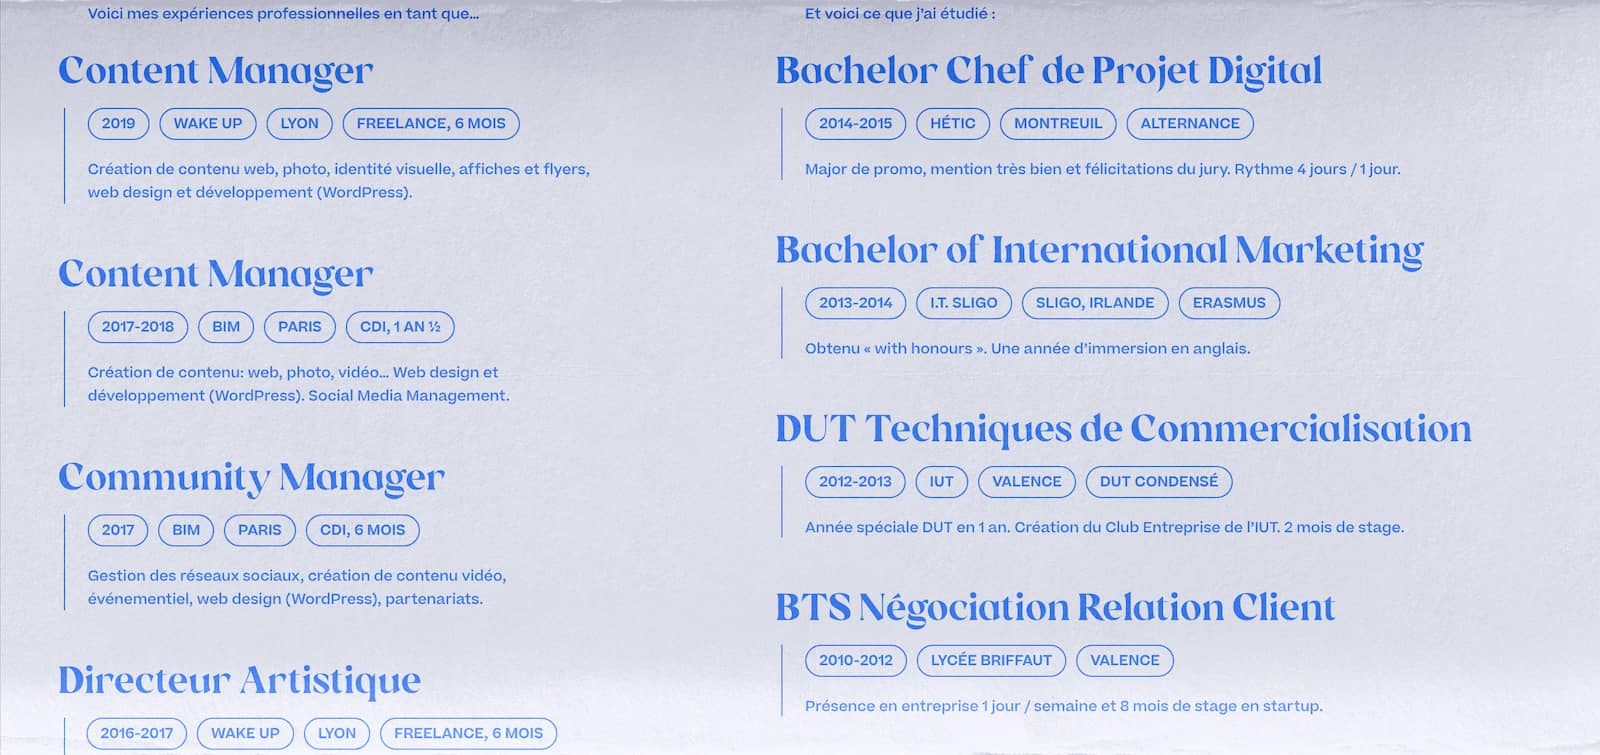 Voici mes expériences professionnelles en tant que…
Content Manager
2019 WAKE UP LYON FREELANCE, 6 MOIS
Création de contenu web, photo, identité visuelle, affiches et flyers,
web design et développement (WordPress).
Content Manager
2017-2018 BIM PARIS CDI, 1 AN ½
Création de contenu: web, photo, vidéo… Web design et
développement (WordPress). Social Media Management.
Community Manager
2017 BIM PARIS CDI, 6 MOIS
Gestion des réseaux sociaux, création de contenu vidéo,
événementiel, web design (WordPress), partenariats.
Directeur Artistique
2016-2017 WAKE UP LYON FREELANCE, 6 MOIS
Et voici ce que j’ai étudié :
Bachelor Chef de Projet Digital
2014-2015 HÉTIC MONTREUIL ALTERNANCE
Major de promo, mention très bien et félicitations du jury. Rythme 4 jours / 1 jour.
Bachelor of International Marketing
2013-2014 I.T. SLIGO SLIGO, IRLANDE ERASMUS
Obtenu « with honours ». Une année d’immersion en anglais.
DUT Techniques de Commercialisation
2012-2013 IUT VALENCE DUT CONDENSÉ
Année spéciale DUT en 1 an. Création du Club Entreprise de l’IUT. 2 mois de stage.
BTS Négociation Relation Client
2010-2012 LYCÉE BRIFFAUT VALENCE
Présence en entreprise 1 jour / semaine et 8 mois de stage en startup.